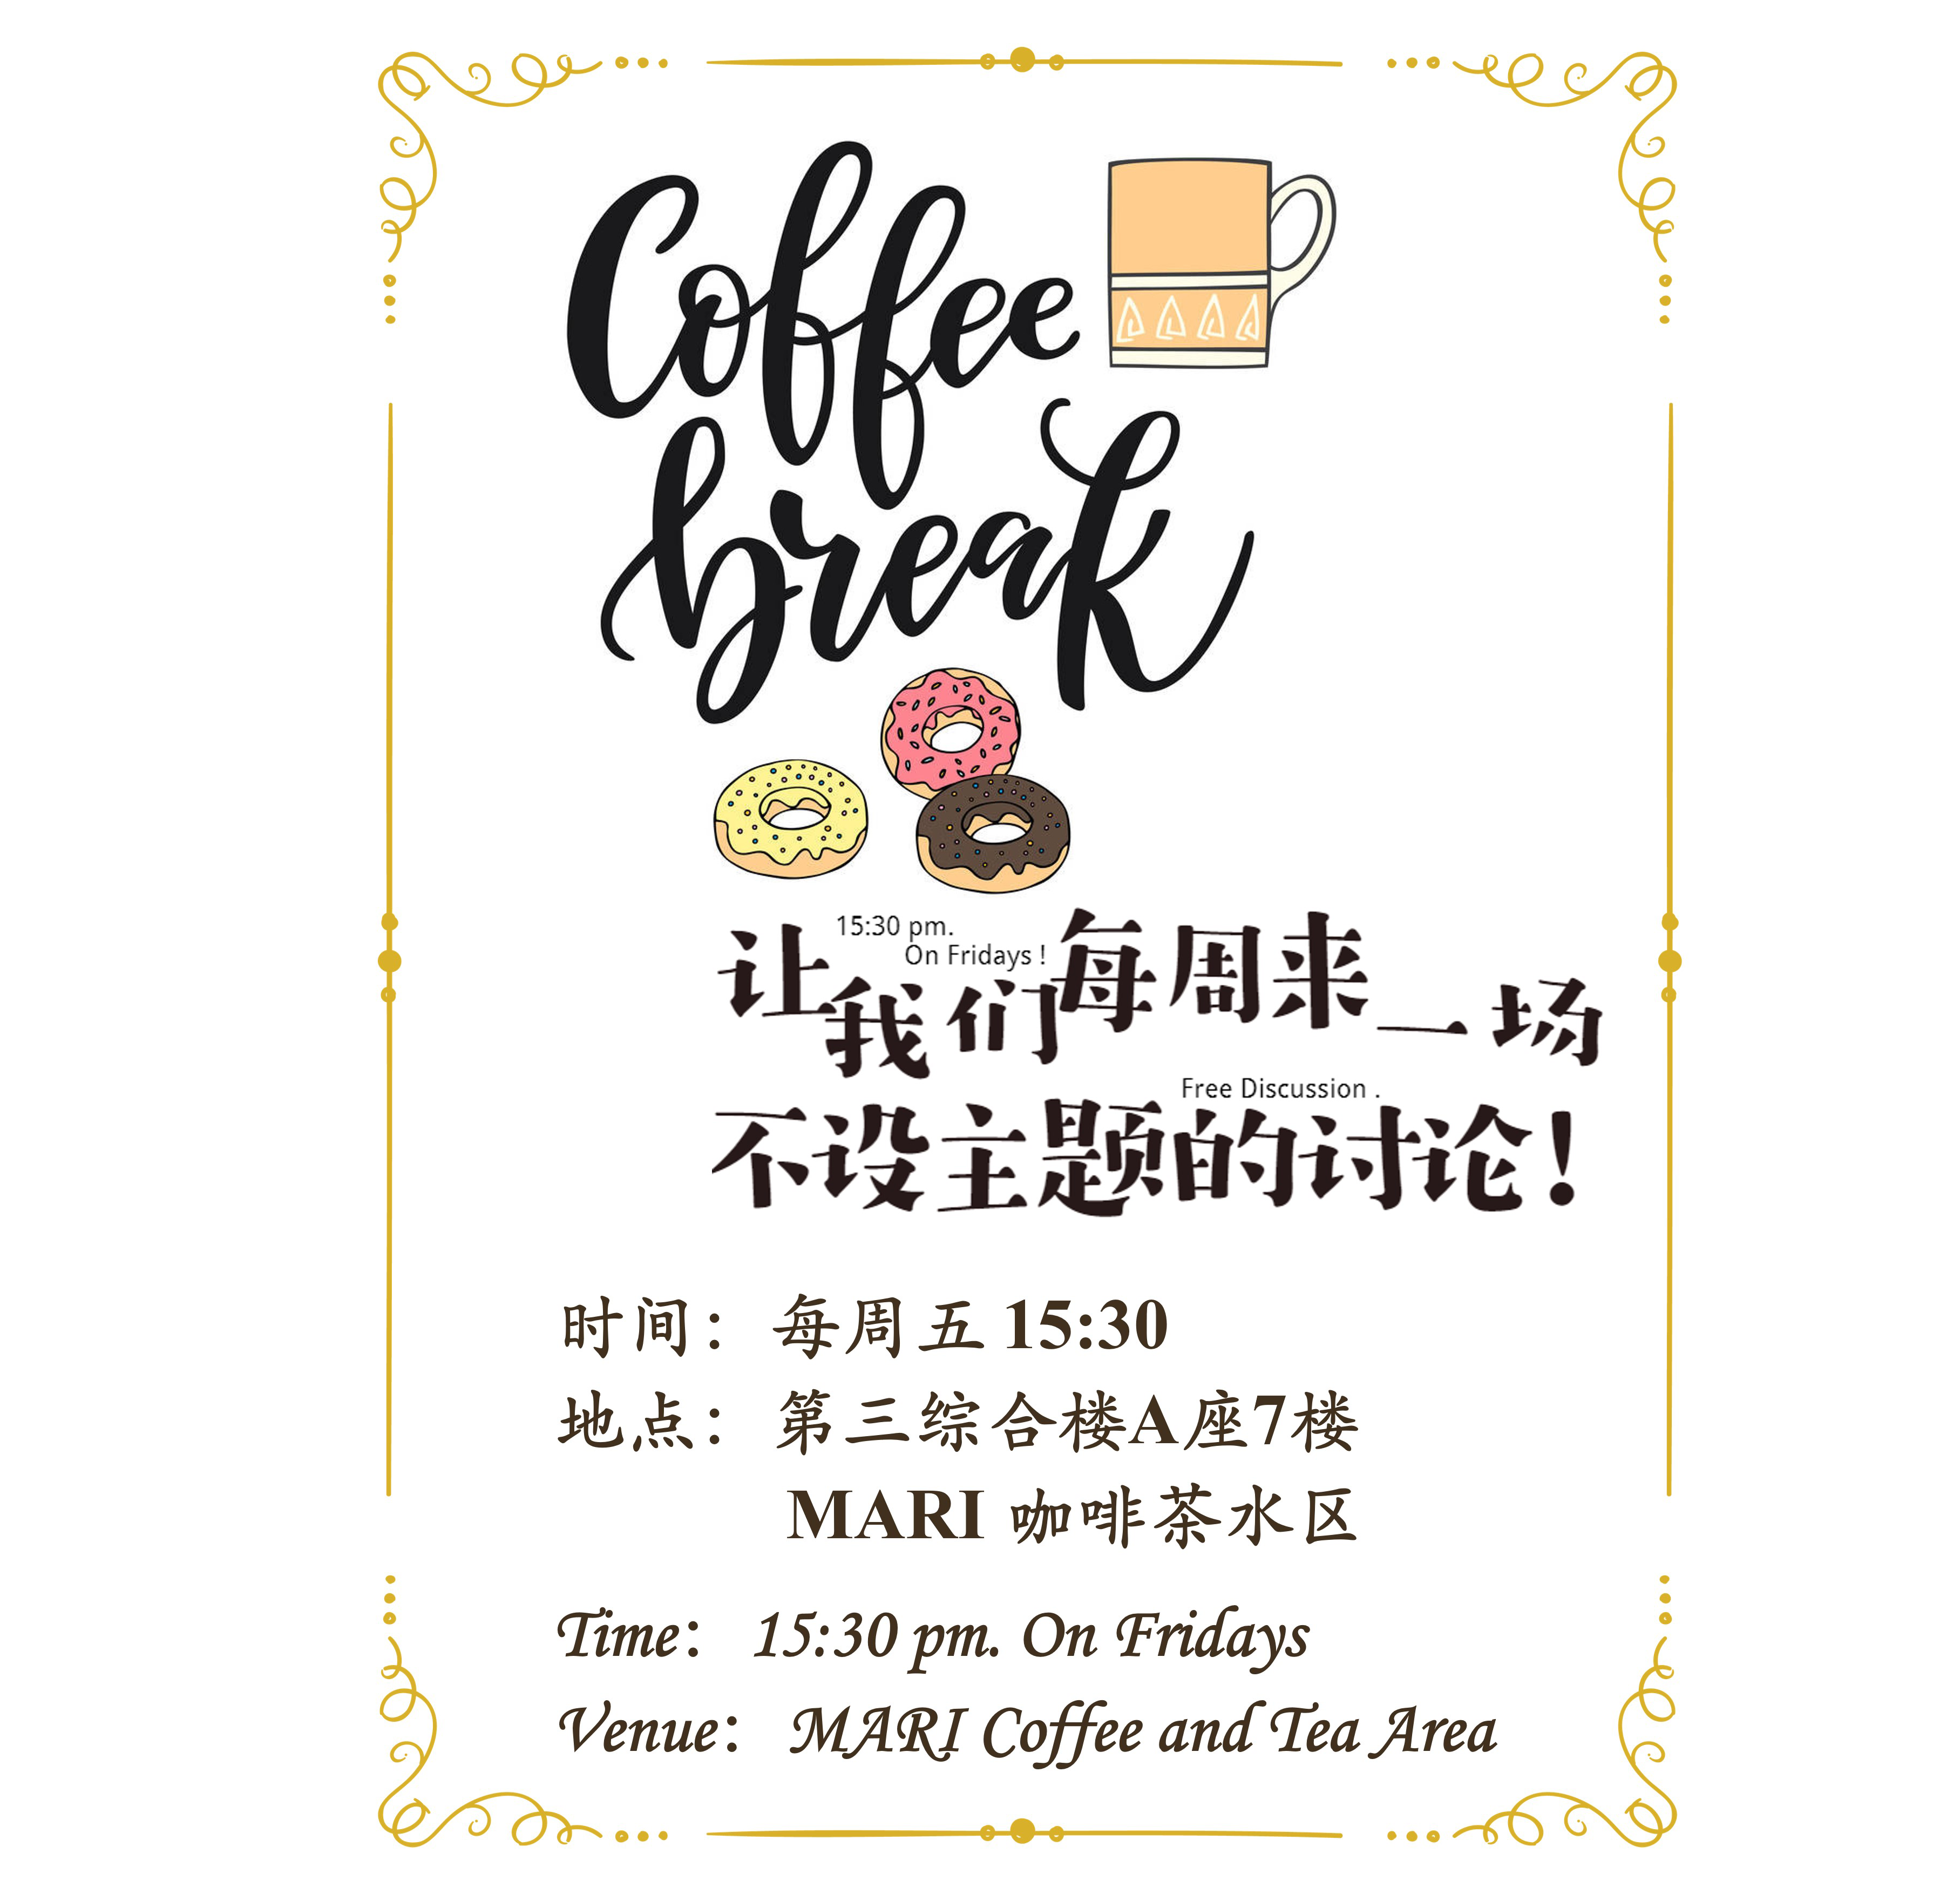 Coffee
break
15:30 pm.
On Fridays !
让我们每周来一场
Free Discussion .
不设主题的讨论！
时间：每周五 15:30
地点：第三综合楼A座7楼
MARI 咖啡茶水区
Time： 15:30 pm. On Fridays
Venue： MARI Coffee and Tea Area